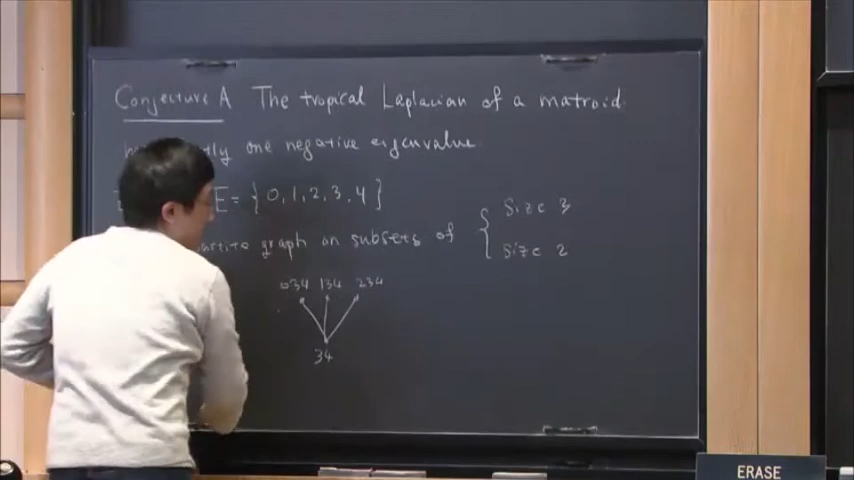 Conjecture A The tropical Laplacian of a matroid
one negative eigenvalue.
E = {0, 1, 2, 3, 4}
graph on subsets of { size 3
size 2
034 134 234
34
ERASE